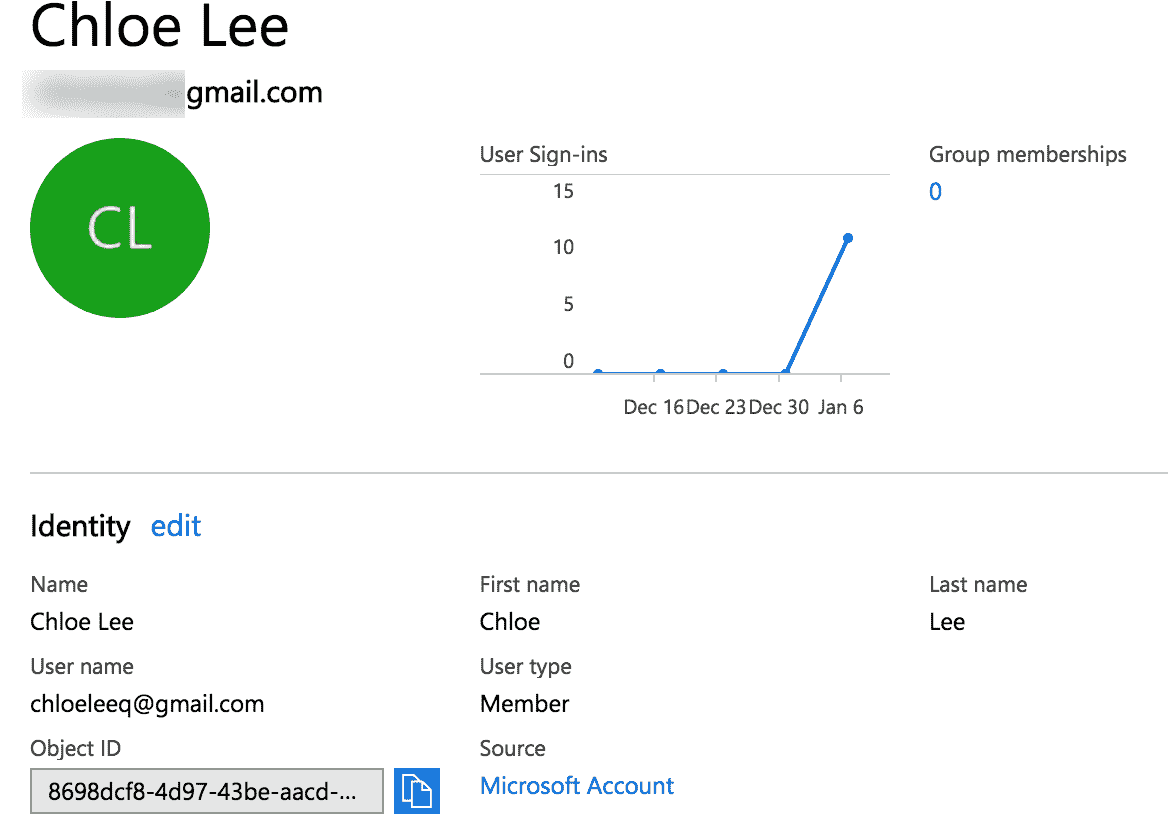 Chloe Lee
gmail.com
CL
User Sign-ins
15
10
5
0
Dec 16 Dec 23 Dec 30 Jan 6
Group memberships
0
Identity edit
Name First name Last name
Chloe Lee Chloe Lee
User name User type
chloeleeq@gmail.com Member
Object ID Source
8698dcf8-4d97-43be-aacd-... Microsoft Account